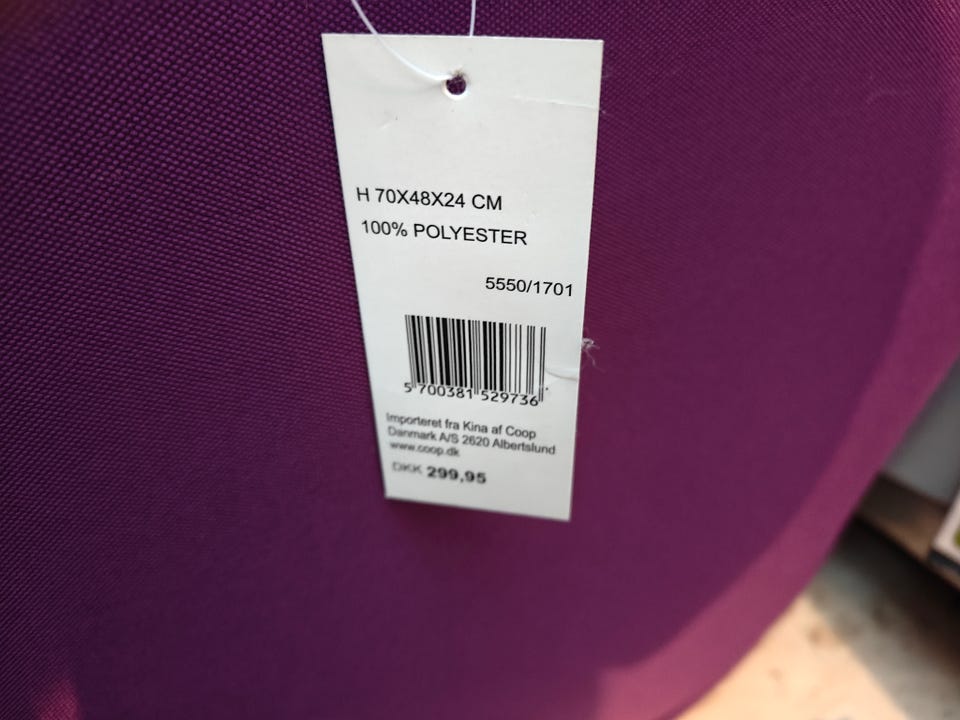 H 70X48X24 CM
100% POLYESTER
5550/1701
5 700381 529736
Importeret fra Kina af Coop
Danmark A/S 2620 Albertslund
www.coop.dk
DKK 299,95